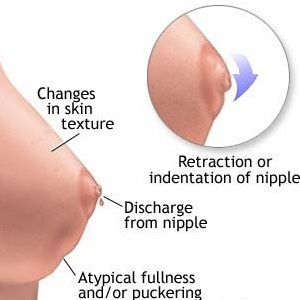 Changes
in skin
texture
Retraction or
indentation of nipple
Discharge
from nipple
Atypical fullness
and/or puckering